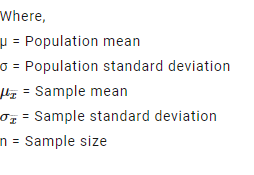 Where,
μ = Population mean
σ = Population standard deviation
μx̅ = Sample mean
σx̅ = Sample standard deviation
n = Sample size